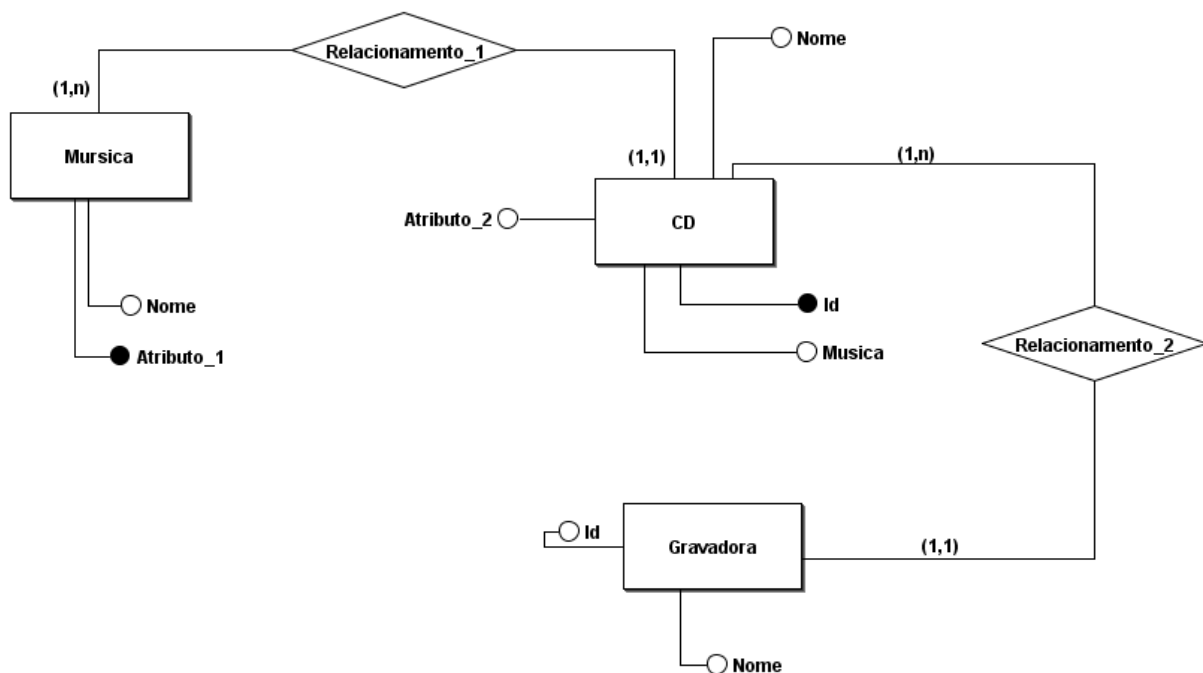 Nome
Relacionamento_1
(1,n)
Mursica
(1,1)
(1,n)
Atributo_2
CD
Nome
Id
Atributo_1
Musica
Relacionamento_2
Id
Gravadora
(1,1)
Nome